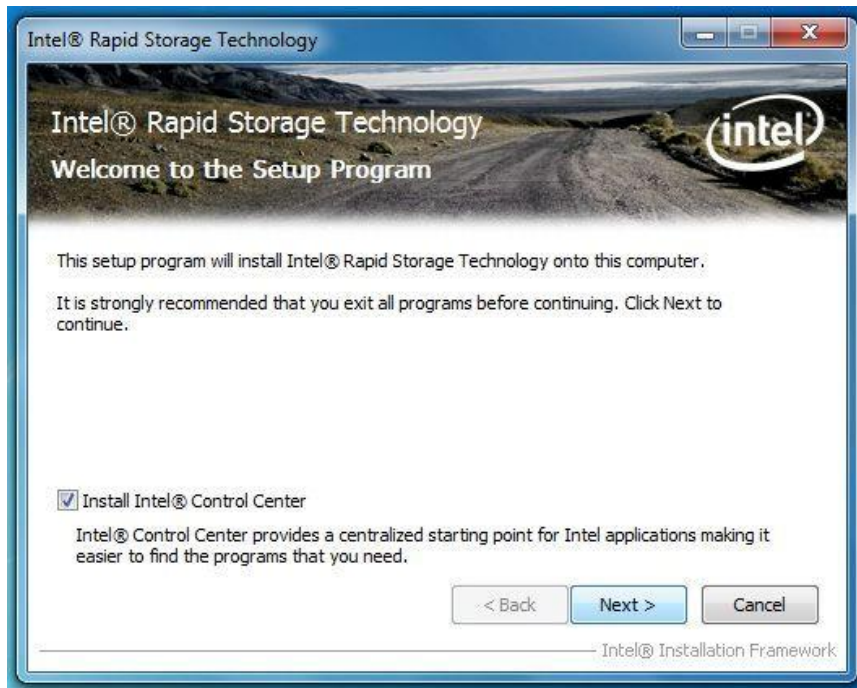 Intel® Rapid Storage Technology
Intel® Rapid Storage Technology
intel
Welcome to the Setup Program
This setup program will install Intel® Rapid Storage Technology onto this computer.
It is strongly recommended that you exit all programs before continuing. Click Next to
continue.
Install Intel® Control Center
Intel® Control Center provides a centralized starting point for Intel applications making it
easier to find the programs that you need.
< Back Next > Cancel
Intel® Installation Framework